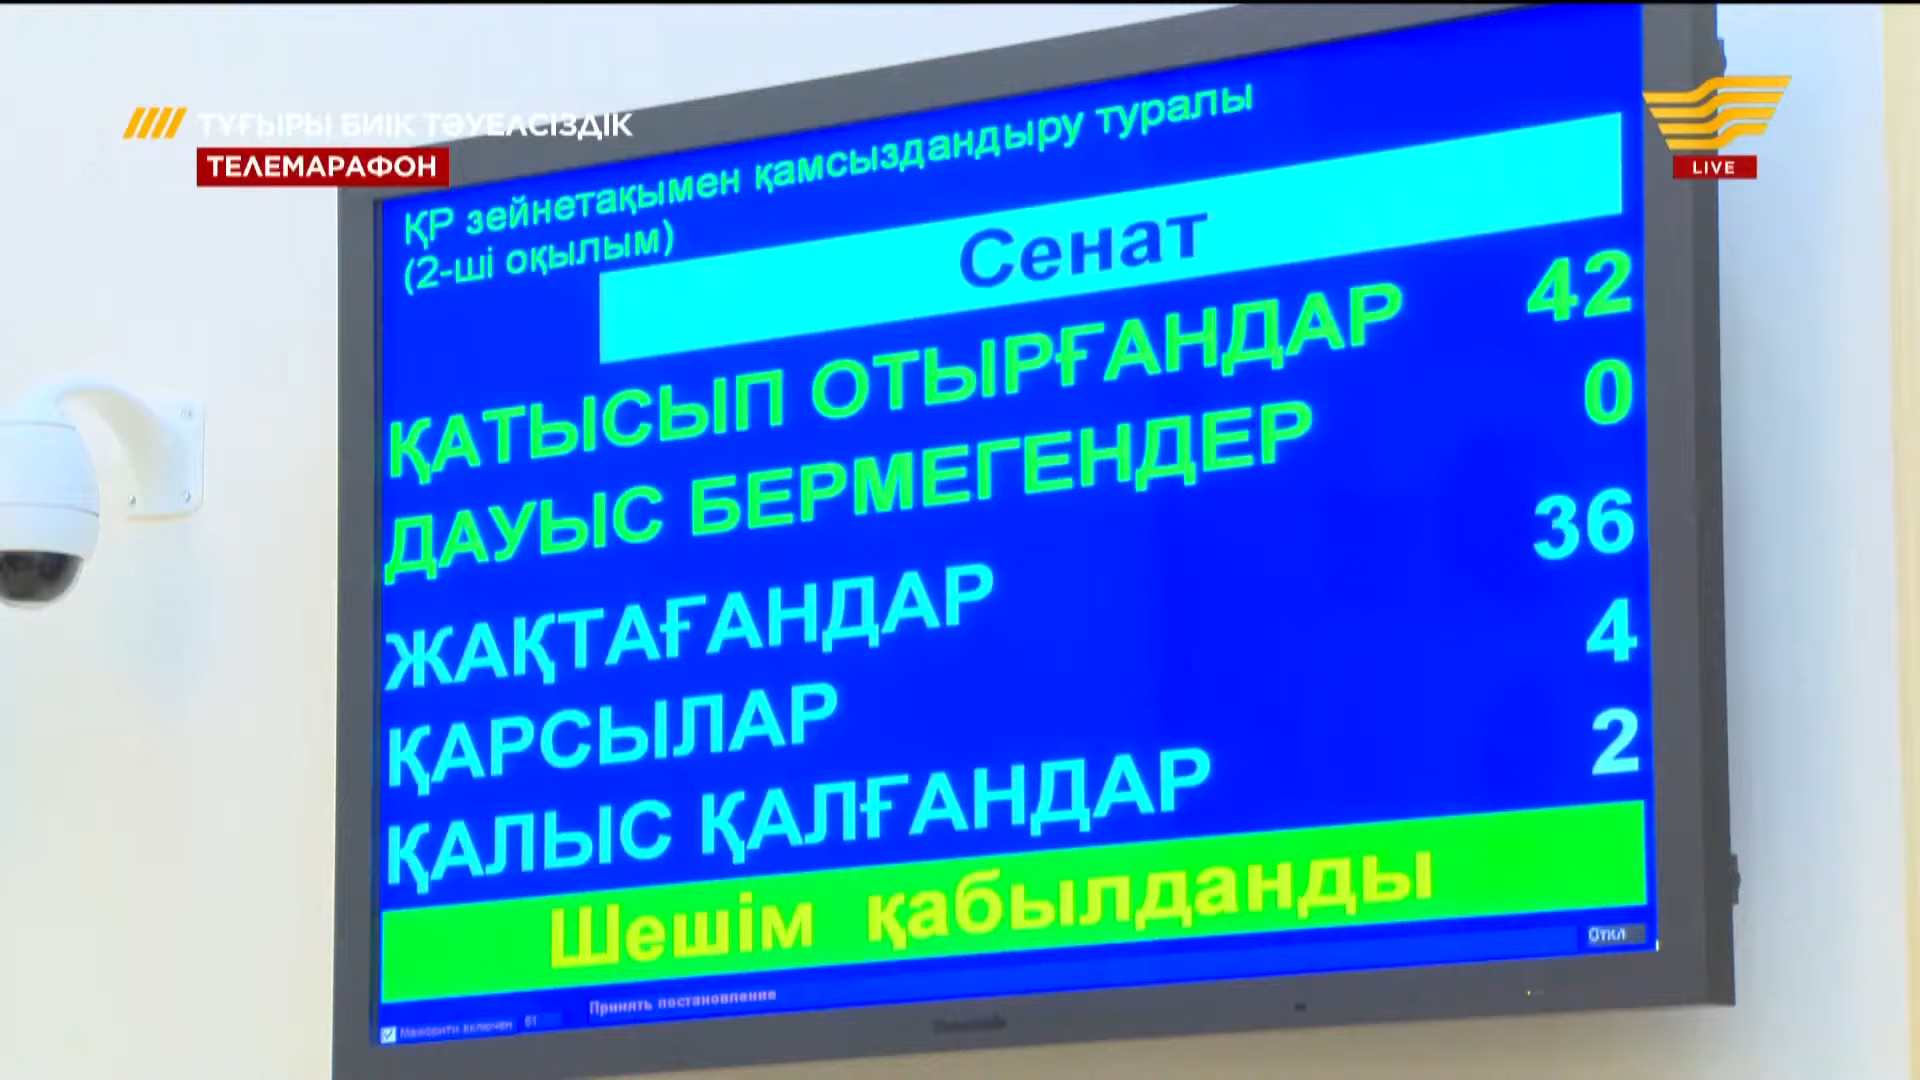 ТҰҒЫРЫ БИІК ТӘУЕЛСІЗДІК
ТЕЛЕМАРАФОН
LIVE
ҚР зейнетақымен қамсыздандыру туралы
(2-ші оқылым)
Сенат
ҚАТЫСЫП ОТЫРҒАНДАР 42
ДАУЫС БЕРМЕГЕНДЕР 0
ЖАҚТАҒАНДАР 36
ҚАРСЫЛАР 4
ҚАЛЫС ҚАЛҒАНДАР 2
Шешім қабылданды
Откл
Принять постановление
включен